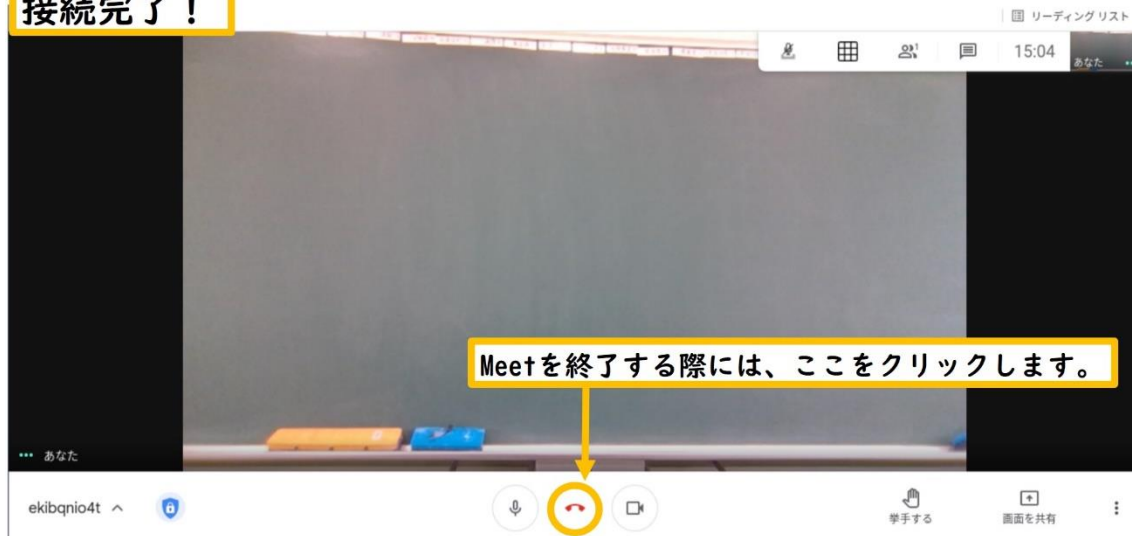 接続完了！
リーディング リスト
1
15:04
あなた
Meetを終了する際には、ここをクリックします。
あなた
ekibqnio4t
挙手する
画面を共有